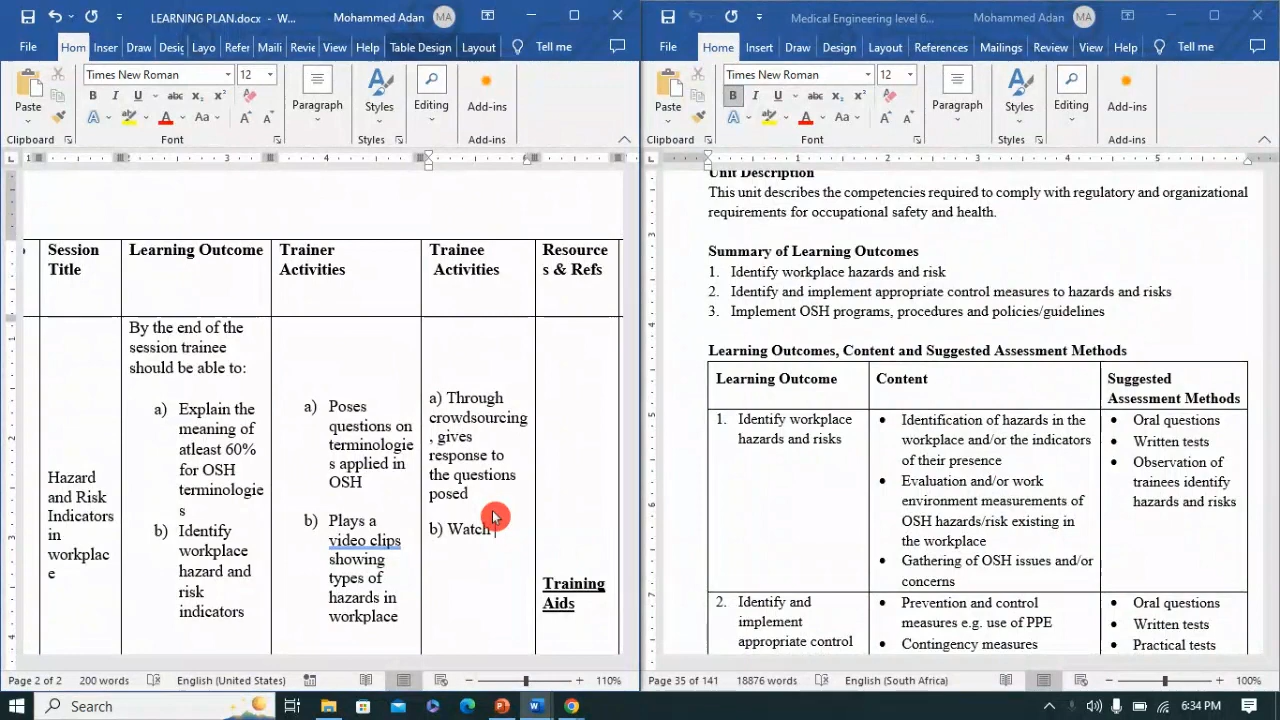 LEARNING PLAN.docx - W...
Mohammed Adan
MA
File
Hom
Inser
Draw
Desig
Layo
Refer
Maili
Revie
View
Help
Table Design
Layout
Tell me
Paste
Clipboard
Times New Roman
12
Font
Paragraph
Styles
Styles
Editing
Add-ins
Add-ins
Session Title
Learning Outcome
Trainer Activities
Trainee Activities
Resource
s & Refs
Hazard
and Risk
Indicators
in
workplac
e
By the end of the
session trainee
should be able to:
a) Explain the
meaning of
atleast 60%
for OSH
terminologie
s
b) Identify
workplace
hazard and
risk
indicators
a) Poses
questions on
terminologie
s applied in
OSH
b) Plays a
video clips
showing
types of
hazards in
workplace
a) Through
crowdsourcing
, gives
response to
the questions
posed
b) Watch
Training
Aids
Page 2 of 2
200 words
English (United States)
110%
Medical Engineering level 6...
Mohammed Adan
MA
File
Home
Insert
Draw
Design
Layout
References
Mailings
Review
View
Help
Tell me
Paste
Clipboard
Times New Roman
12
Font
Paragraph
Styles
Styles
Editing
Add-ins
Add-ins
Unit Description
This unit describes the competencies required to comply with regulatory and organizational
requirements for occupational safety and health.
Summary of Learning Outcomes
1. Identify workplace hazards and risk
2. Identify and implement appropriate control measures to hazards and risks
3. Implement OSH programs, procedures and policies/guidelines
Learning Outcomes, Content and Suggested Assessment Methods
Learning Outcome
Content
Suggested
Assessment Methods
1. Identify workplace
hazards and risks
• Identification of hazards in the
workplace and/or the indicators
of their presence
• Evaluation and/or work
environment measurements of
OSH hazards/risk existing in
the workplace
• Gathering of OSH issues and/or
concerns
• Oral questions
• Written tests
• Observation of
trainees identify
hazards and risks
2. Identify and
implement
appropriate control
• Prevention and control
measures e.g. use of PPE
• Contingency measures
• Oral questions
• Written tests
• Practical tests
Page 35 of 141
18876 words
English (South Africa)
100%
Search
6:34 PM